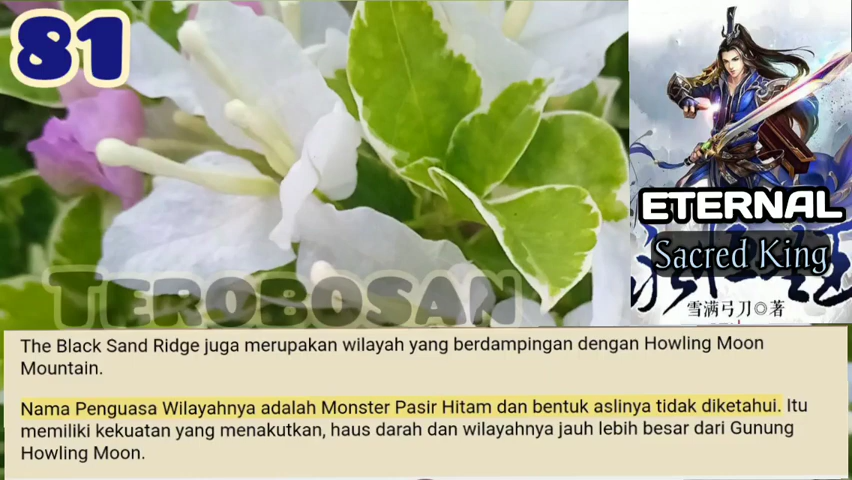 81
ETERNAL
Sacred King
雪满弓刀◎著
TEROBOSAN
The Black Sand Ridge juga merupakan wilayah yang berdampingan dengan Howling Moon
Mountain.
Nama Penguasa Wilayahnya adalah Monster Pasir Hitam dan bentuk aslinya tidak diketahui. Itu
memiliki kekuatan yang menakutkan, haus darah dan wilayahnya jauh lebih besar dari Gunung
Howling Moon.